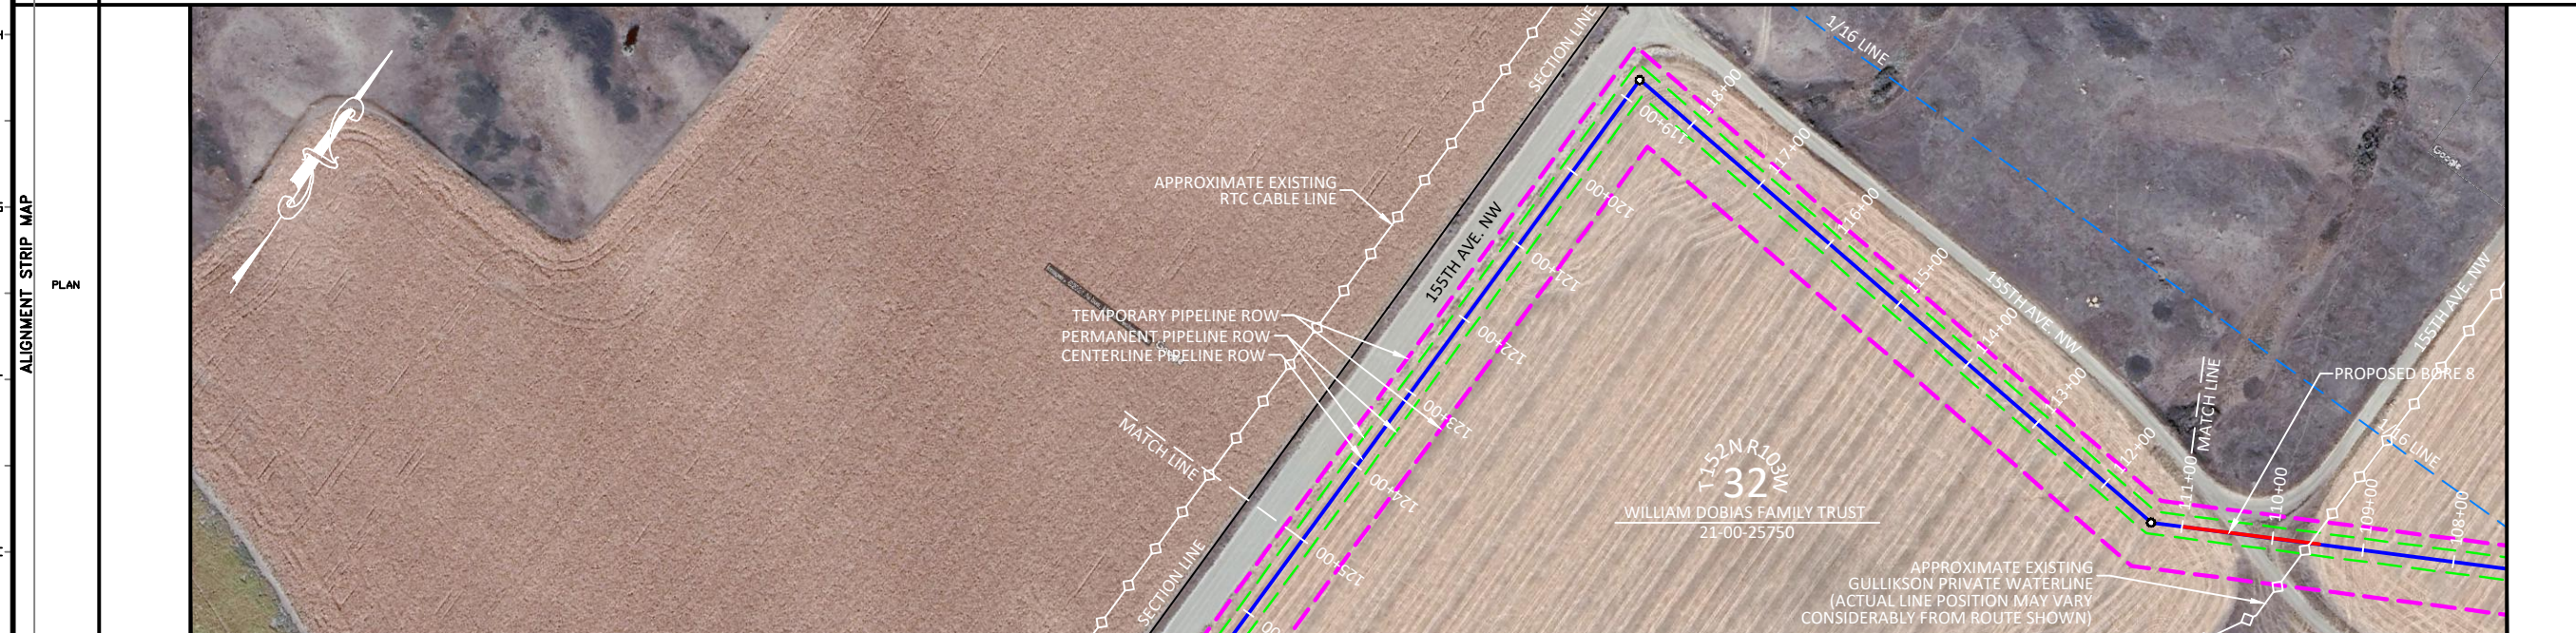 ALIGNMENT STRIP MAP
PLAN
1/16 LINE
SECTION LINE
118+00
119+00
117+00
Google
APPROXIMATE EXISTING
RTC CABLE LINE
120+00
116+00
155TH AVE. NW
121+00
115+00
155TH AVE. NW
155TH AVE. NW
TEMPORARY PIPELINE ROW
PERMANENT PIPELINE ROW
CENTERLINE PIPELINE ROW
122+00
114+00
PROPOSED BORE 8
113+00
MATCH LINE
123+00
MATCH LINE
112+00
1/16 LINE
T 152N R103W
32
WILLIAM DOBIAS FAMILY TRUST
21-00-25750
124+00
111+00
110+00
109+00
108+00
125+00
SECTION LINE
APPROXIMATE EXISTING
GULLIKSON PRIVATE WATERLINE
(ACTUAL LINE POSITION MAY VARY
CONSIDERABLY FROM ROUTE SHOWN)